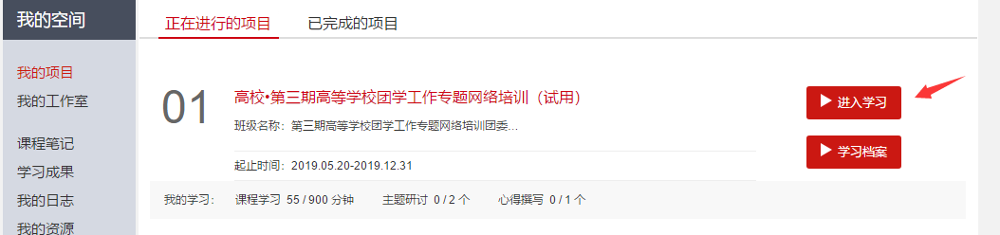 我的空间
正在进行的项目 已完成的项目
我的项目
我的工作室
课程笔记
学习成果
我的日志
我的资源
01
高校•第三期高等学校团学工作专题网络培训（试用）
班级名称：第三期高等学校团学工作专题网络培训团委...
起止时间：2019.05.20-2019.12.31
进入学习
学习档案
我的学习： 课程学习 55 / 900 分钟 主题研讨 0 / 2 个 心得撰写 0 / 1 个